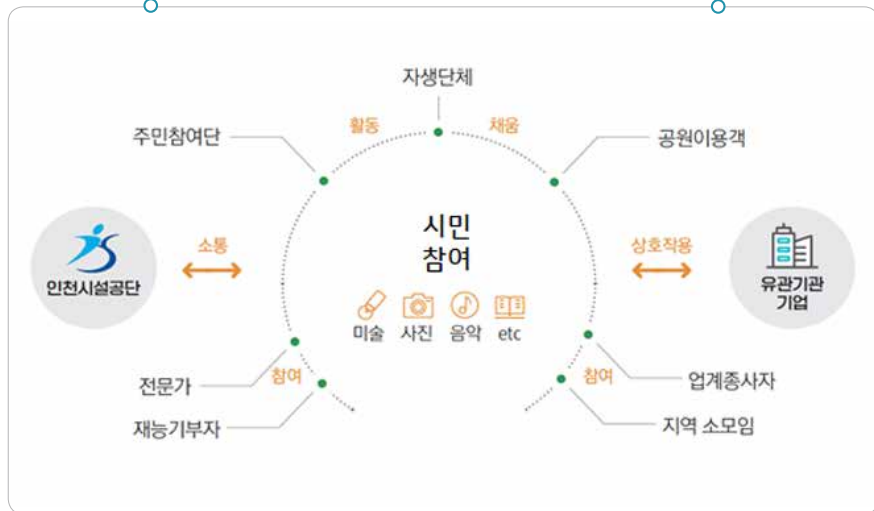 자생단체
활동
채움
주민참여단
공원이용객
시민
참여
소통
상호작용
인천시설공단
유관기관
기업
미술
사진
음악
etc
전문가
참여
참여
업계종사자
재능기부자
지역 소모임